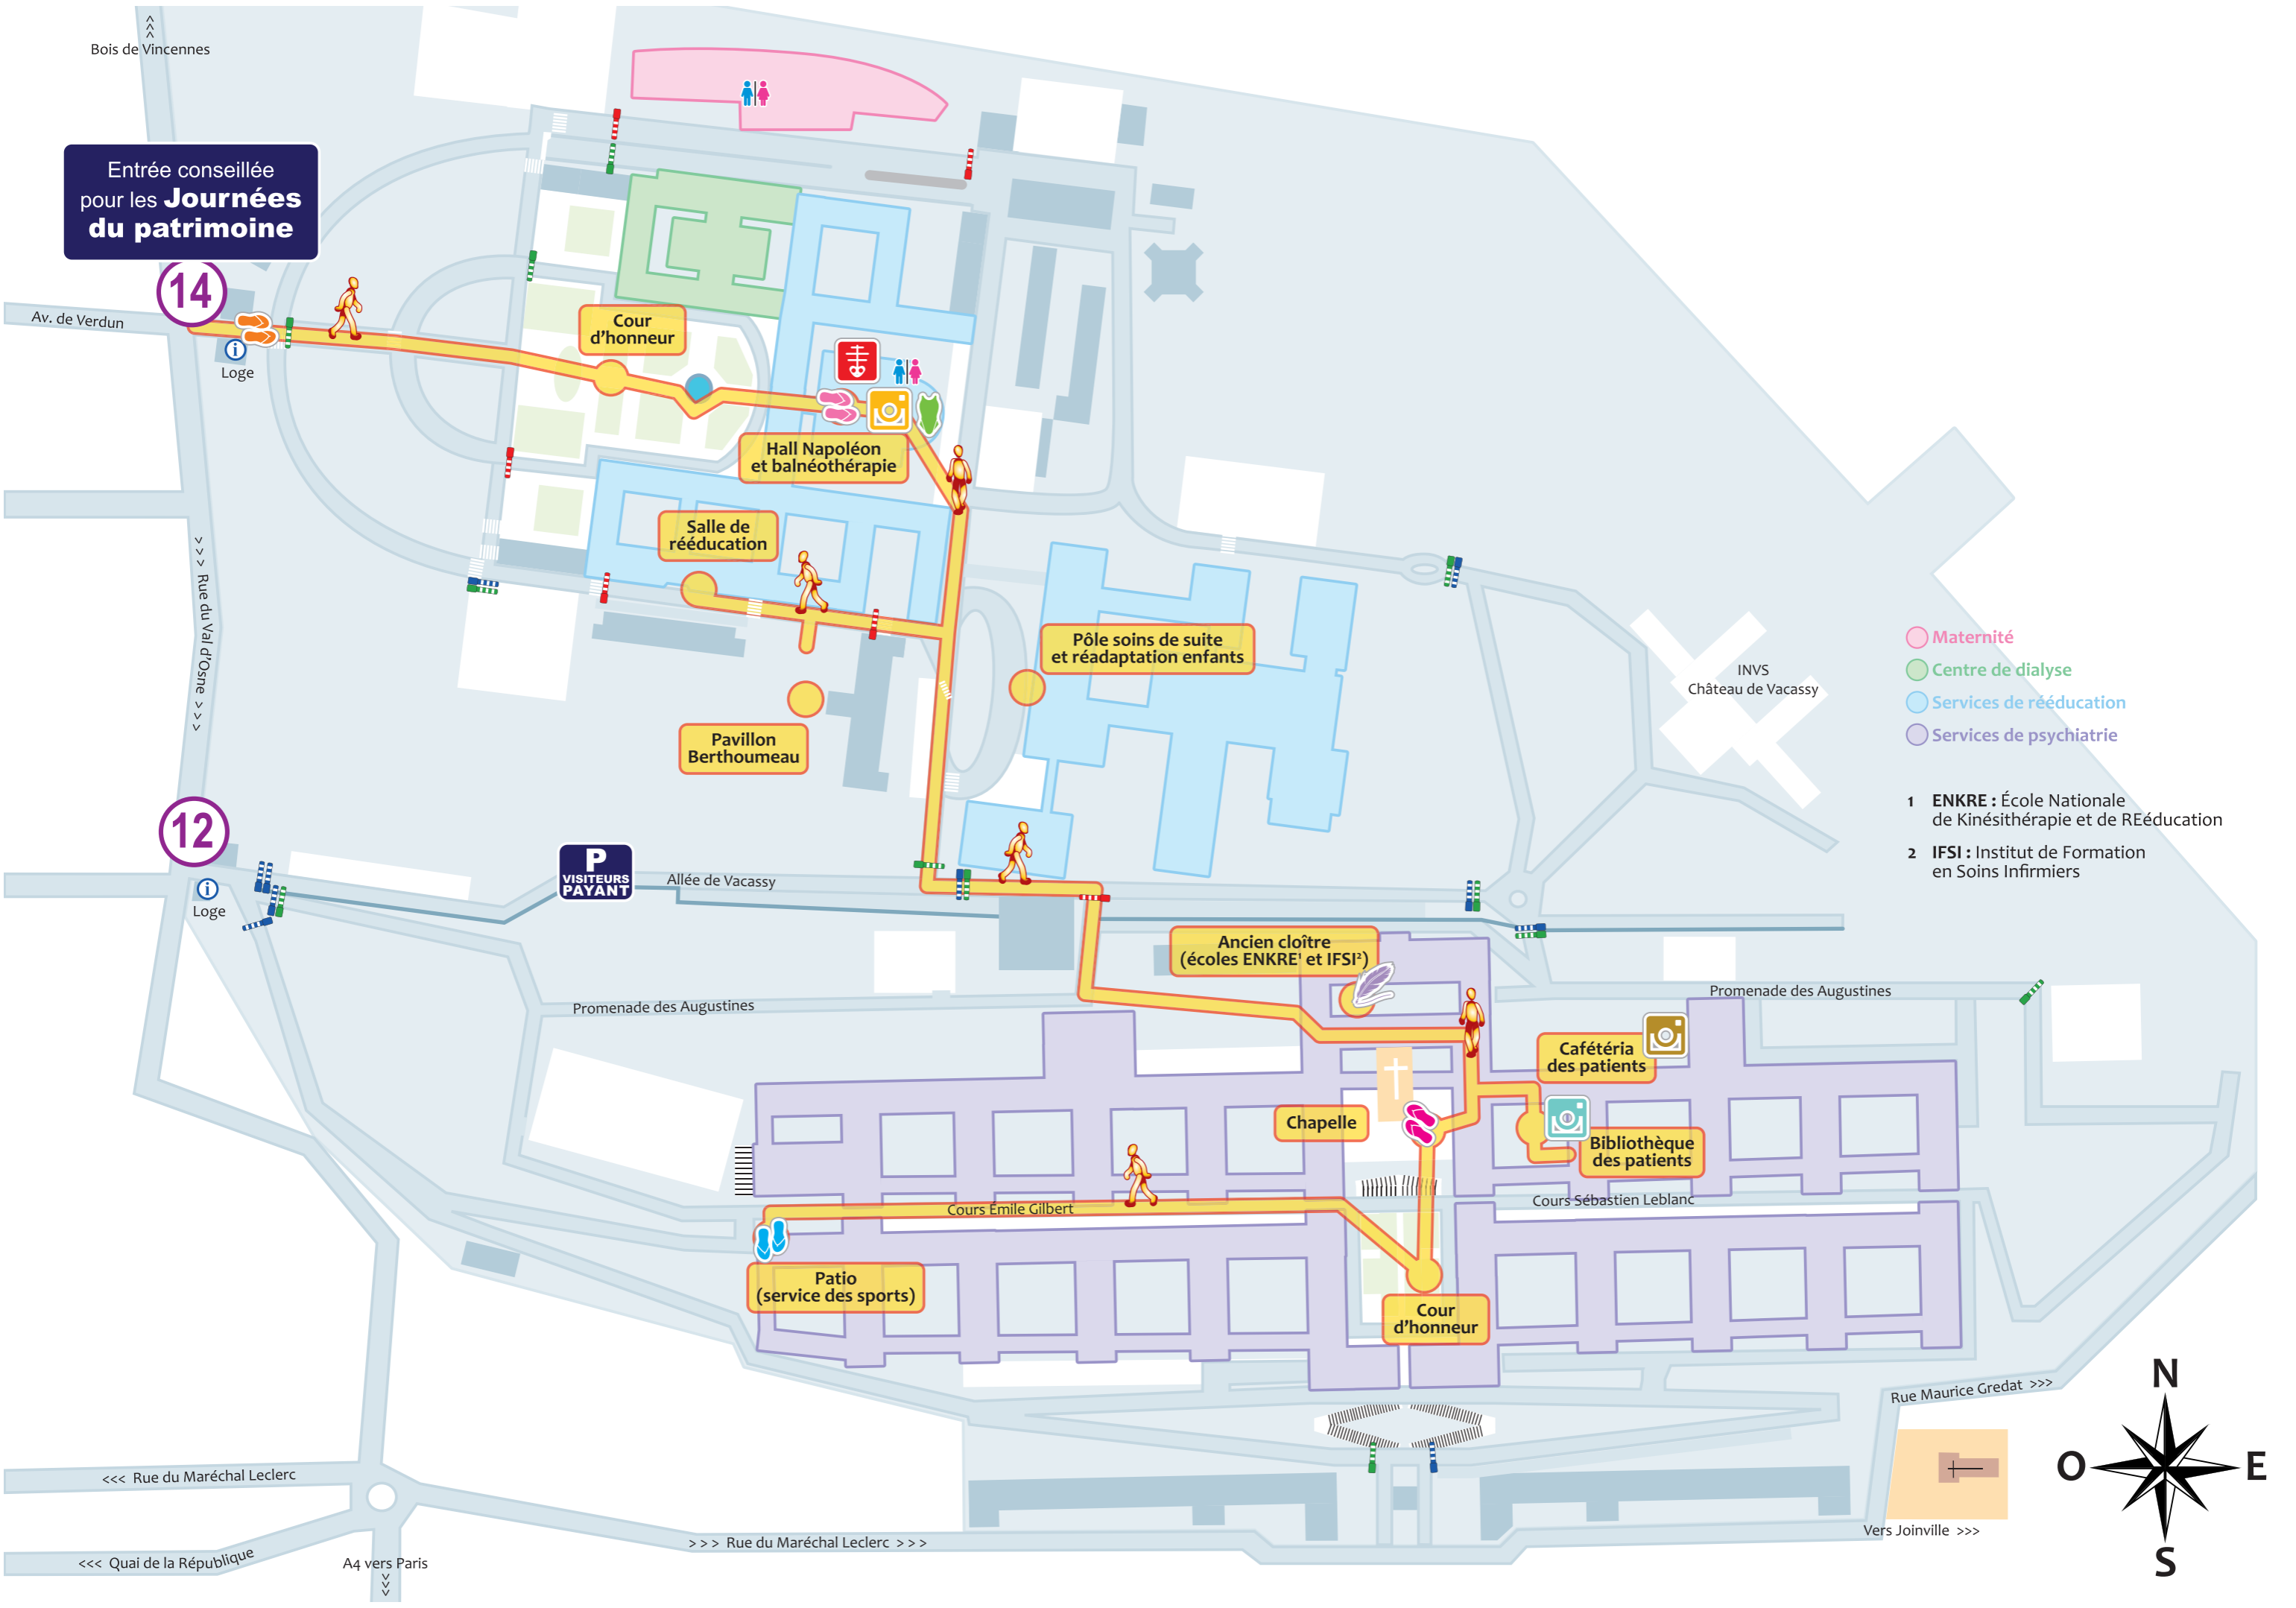 ^^^
Bois de Vincennes
Entrée conseillée
pour les Journées
du patrimoine
14
Av. de Verdun
i
Loge
Cour
d'honneur
Hall Napoléon
et balnéothérapie
Salle de
rééducation
>>> Rue du Val d'Osne >>>
Pôle soins de suite
et réadaptation enfants
Pavillon
Berthoumeau
INVS
Château de Vacassy
Maternité
Centre de dialyse
Services de rééducation
Services de psychiatrie
1 ENKRE : École Nationale
de Kinésithérapie et de REéducation
2 IFSI : Institut de Formation
en Soins Infirmiers
12
i
Loge
P
VISITEURS
PAYANT
Allée de Vacassy
Ancien cloître
(écoles ENKRE¹ et IFSI²)
Promenade des Augustines
Promenade des Augustines
Cafétéria
des patients
Chapelle
Bibliothèque
des patients
Cours Émile Gilbert
Cours Sébastien Leblanc
Patio
(service des sports)
Cour
d'honneur
Rue Maurice Gredat >>>
N
O
E
S
<<< Rue du Maréchal Leclerc
>>> Rue du Maréchal Leclerc >>>
Vers Joinville >>>
<<< Quai de la République
A4 vers Paris
>>>